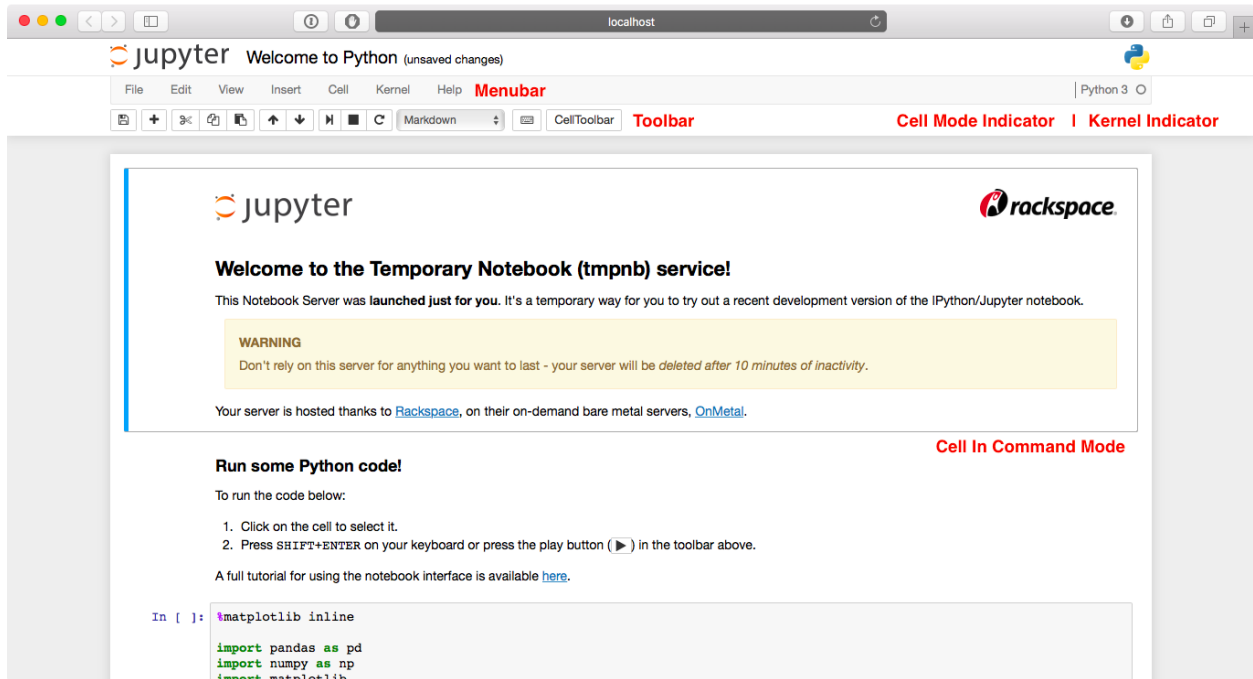 localhost
jupyter Welcome to Python (unsaved changes)
File Edit View Insert Cell Kernel Help Menubar Python 3
Markdown CellToolbar Toolbar Cell Mode Indicator | Kernel Indicator
jupyter rackspace.
Welcome to the Temporary Notebook (tmpnb) service!
This Notebook Server was launched just for you. It's a temporary way for you to try out a recent development version of the IPython/Jupyter notebook.
WARNING
Don't rely on this server for anything you want to last - your server will be deleted after 10 minutes of inactivity.
Your server is hosted thanks to Rackspace, on their on-demand bare metal servers, OnMetal.
Cell In Command Mode
Run some Python code!
To run the code below:
1. Click on the cell to select it.
2. Press SHIFT+ENTER on your keyboard or press the play button ( ) in the toolbar above.
A full tutorial for using the notebook interface is available here.
In [ ]: %matplotlib inline
import pandas as pd
import numpy as np
import matplotlib